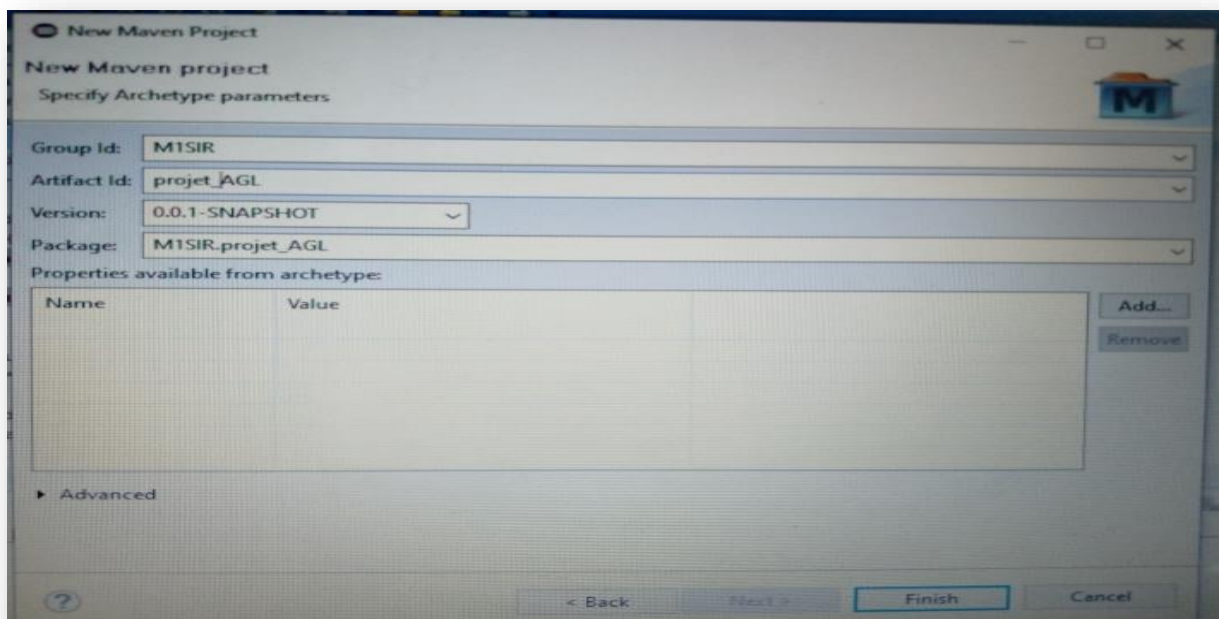 New Maven Project
New Maven project
Specify Archetype parameters
M
Group Id: M1SIR
Artifact Id: projet_AGL
Version: 0.0.1-SNAPSHOT
Package: M1SIR.projet_AGL
Properties available from archetype:
Name Value
Add...
Remove
Advanced
? < Back Next > Finish Cancel